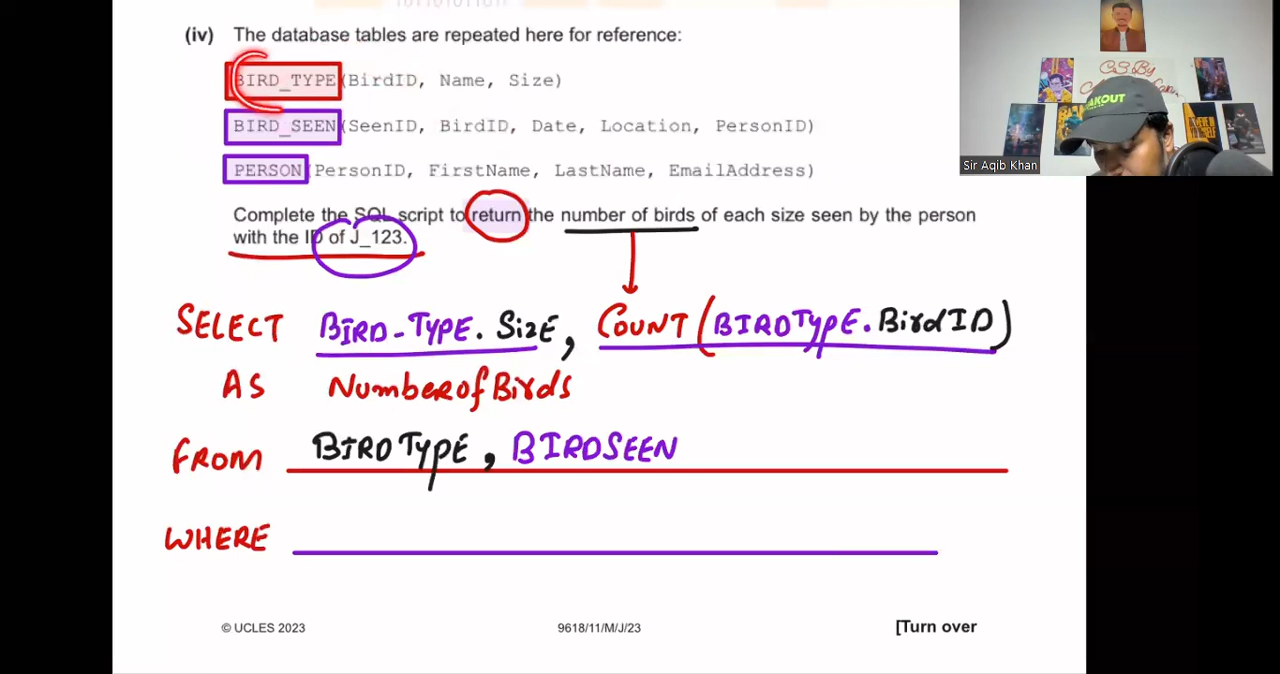 (iv) The database tables are repeated here for reference:
BIRD_TYPE(BirdID, Name, Size)
BIRD_SEEN(SeenID, BirdID, Date, Location, PersonID)
PERSON(PersonID, FirstName, LastName, EmailAddress)
Complete the SQL script to return the number of birds of each size seen by the person
with the ID of J_123.
SELECT BIRD-TYPE.SizE, COUNT(BIRDTYPE.BirdID)
AS NumberofBirds
FROM BIRDTYPE, BIRDSEEN
WHERE
© UCLES 2023 9618/11/M/J/23 [Turn over
CS By
Sir Aqib Khan